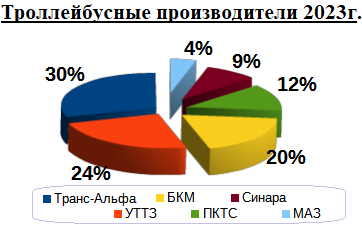 Троллейбусные производители 2023г.
4%
9%
30%
12%
20%
24%
Транс-Альфа БКМ Синара
УТТЗ ПКТС МАЗ